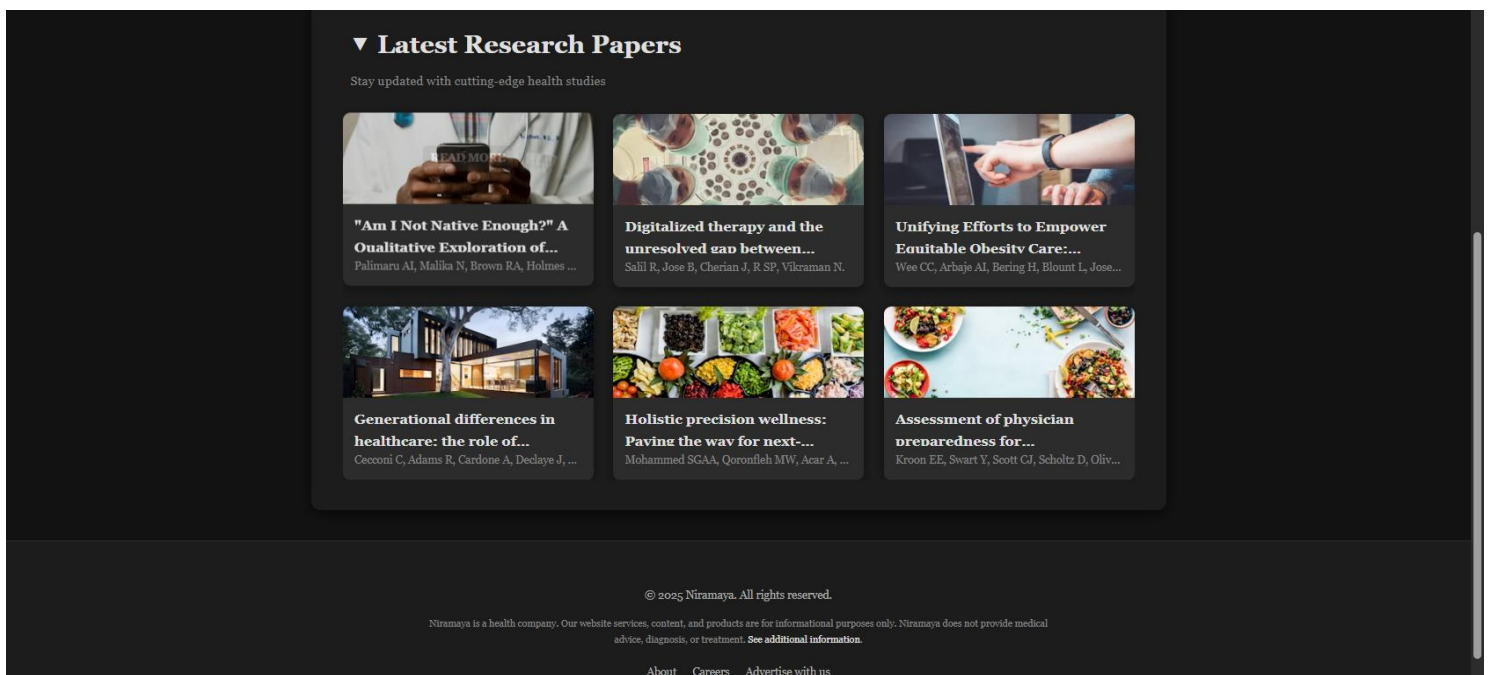 ▼ Latest Research Papers
Stay updated with cutting-edge health studies
READ MORE
"Am I Not Native Enough?" A
Qualitative Exploration of...
Palimaru AI, Malika N, Brown RA, Holmes ...
Digitalized therapy and the
unresolved gap between...
Salil R, Jose B, Cherian J, R SP, Vikraman N.
Unifying Efforts to Empower
Equitable Obesity Care:...
Wee CC, Arbaje AI, Bering H, Blount L, Jose...
Generational differences in
healthcare: the role of...
Cecconi C, Adams R, Cardone A, Declaye J, ...
Holistic precision wellness:
Paving the way for next-...
Mohammed SGAA, Qoronfleh MW, Acar A, ...
Assessment of physician
preparedness for...
Kroon EE, Swart Y, Scott CJ, Scholtz D, Oliv...
© 2025 Niramaya. All rights reserved.
Niramaya is a health company. Our website services, content, and products are for informational purposes only. Niramaya does not provide medical
advice, diagnosis, or treatment. See additional information.
About Careers Advertise with us